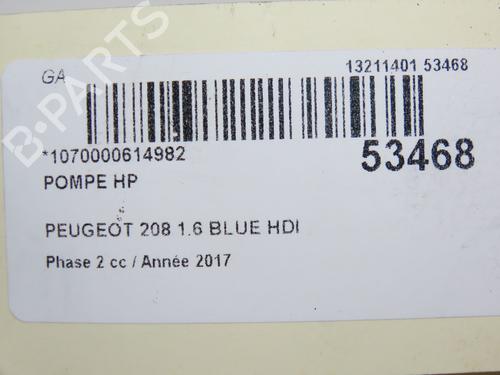 GA
13211401 53468
*1070000614982
53468
POMPE HP
PEUGEOT 208 1.6 BLUE HDI
Phase 2 cc / Année 2017
B-PARTS